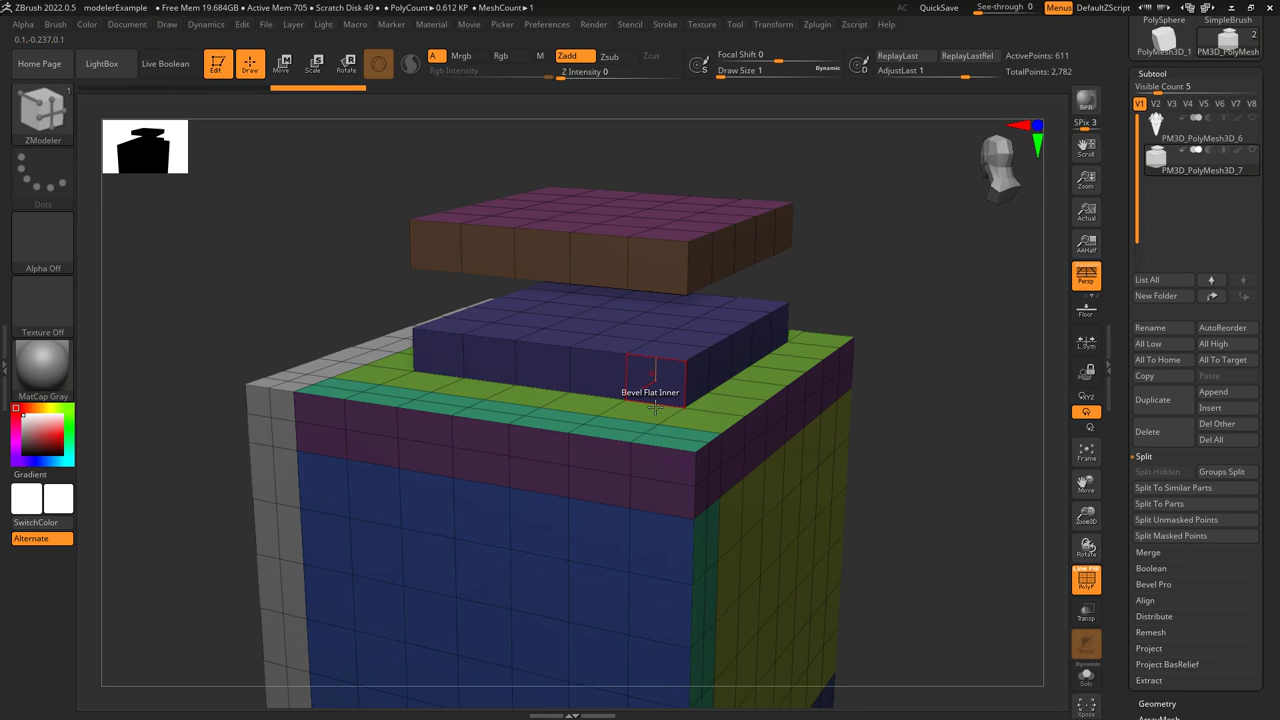 ZBrush 2022.0.5 modelerExample • Free Mem 19.684GB • Active Mem 705 • Scratch Disk 49 • PolyCount▸0.612 KP • MeshCount▸1 AC QuickSave See-through 0 Menus DefaultZScript
Alpha Brush Color Document Draw Dynamics Edit File Layer Light Macro Marker Material Movie Picker Preferences Render Stencil Stroke Texture Tool Transform Zplugin Zscript Help
0.1,-0.237,0.1
Home Page LightBox Live Boolean Edit Draw Move Scale Rotate
A Mrgb Rgb M Zadd Zsub Zcut
Rgb Intensity Z Intensity 0
S Focal Shift 0
Draw Size 1 Dynamic
D ReplayLast ReplayLastRel
AdjustLast 1
ActivePoints: 611
TotalPoints: 2,782
1
ZModeler
Dots
Alpha Off
Texture Off
MatCap Gray
Gradient
SwitchColor
Alternate
Bevel Flat Inner
BPR
SPix 3
Scroll
Zoom
Actual
AAHalf
Persp
Floor
L.Sym
XYZ
Frame
Move
Zoom3D
Rotate
Line Fill
PolyF
Transp
Ghost
Dynamic
Solo
Xpose
PolySphere SimpleBrush
2
PolyMesh3D_1 PM3D_PolyMesh
Subtool
Visible Count 5
V1 V2 V3 V4 V5 V6 V7 V8
PM3D_PolyMesh3D_6
PM3D_PolyMesh3D_7
List All
New Folder
Rename AutoReorder
All Low All High
All To Home All To Target
Copy Paste
Duplicate Append
Insert
Delete Del Other
Del All
Split
Split Hidden Groups Split
Split To Similar Parts
Split To Parts
Split Unmasked Points
Split Masked Points
Merge
Boolean
Bevel Pro
Align
Distribute
Remesh
Project
Project BasRelief
Extract
Geometry
ArrayMesh